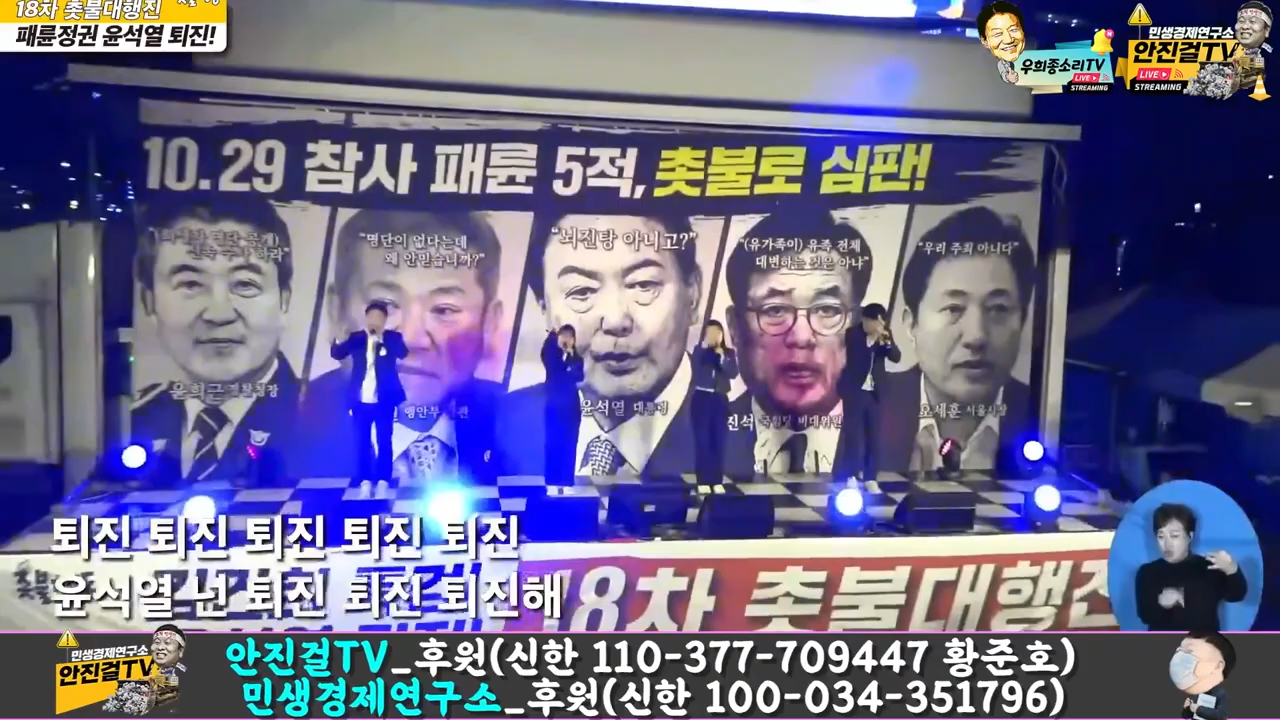 18차 촛불대행진
패륜정권 윤석열 퇴진!
우희종소리TV
LIVE
STREAMING
민생경제연구소
안진걸TV
LIVE
STREAMING
10.29 참사 패륜 5적, 촛불로 심판!
"명단이 없다는데
왜 안믿습니까?"
"뇌진탕 아니고?"
"(유가족이) 유족 전체
대변하는 것은 아냐"
"우리 주최 아니다"
윤희근 경찰청장
행안부
윤석열 대통령
진석 국힘당 비대위원
오세훈 서울시장
퇴진 퇴진 퇴진 퇴진 퇴진
윤석열 넌 퇴진 퇴진 퇴진해
18차 촛불대행진
민생경제연구소
안진걸TV
안진걸TV_후원(신한 110-377-709447 황준호)
민생경제연구소_후원(신한 100-034-351796)